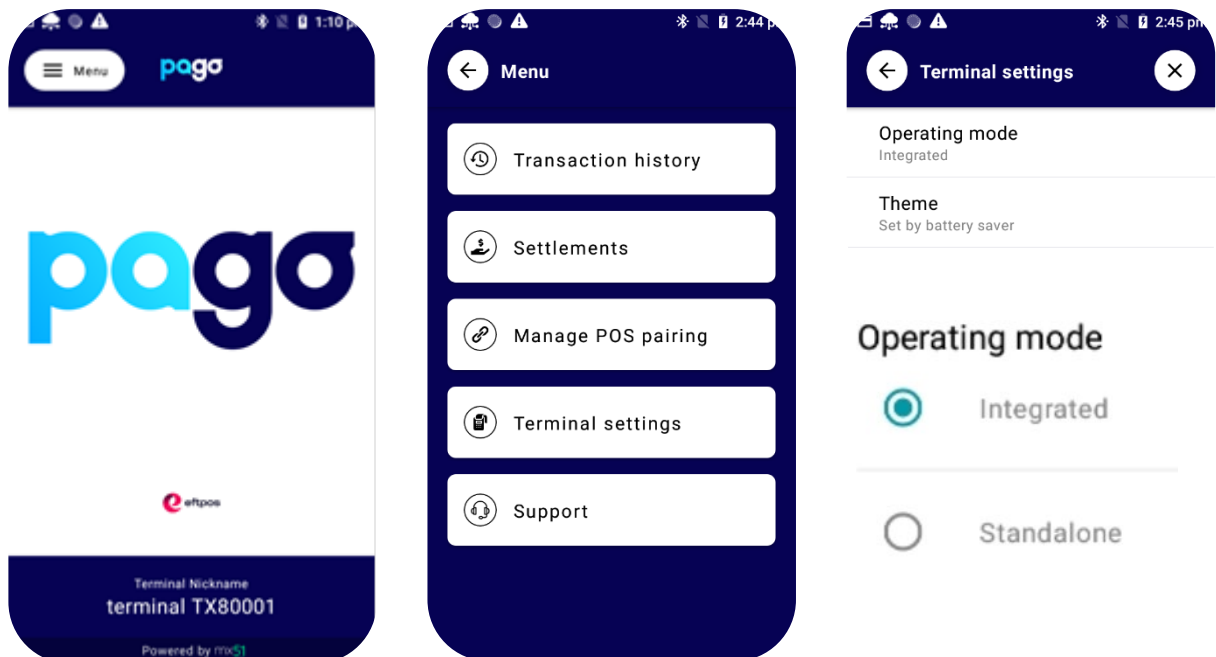 1:10 p
Menu
pago
pago
eftpos
Terminal Nickname
terminal TX80001
Powered by mx51
2:44 p
Menu
Transaction history
Settlements
Manage POS pairing
Terminal settings
Support
2:45 pm
Terminal settings
Operating mode
Integrated
Theme
Set by battery saver
Operating mode
Integrated
Standalone